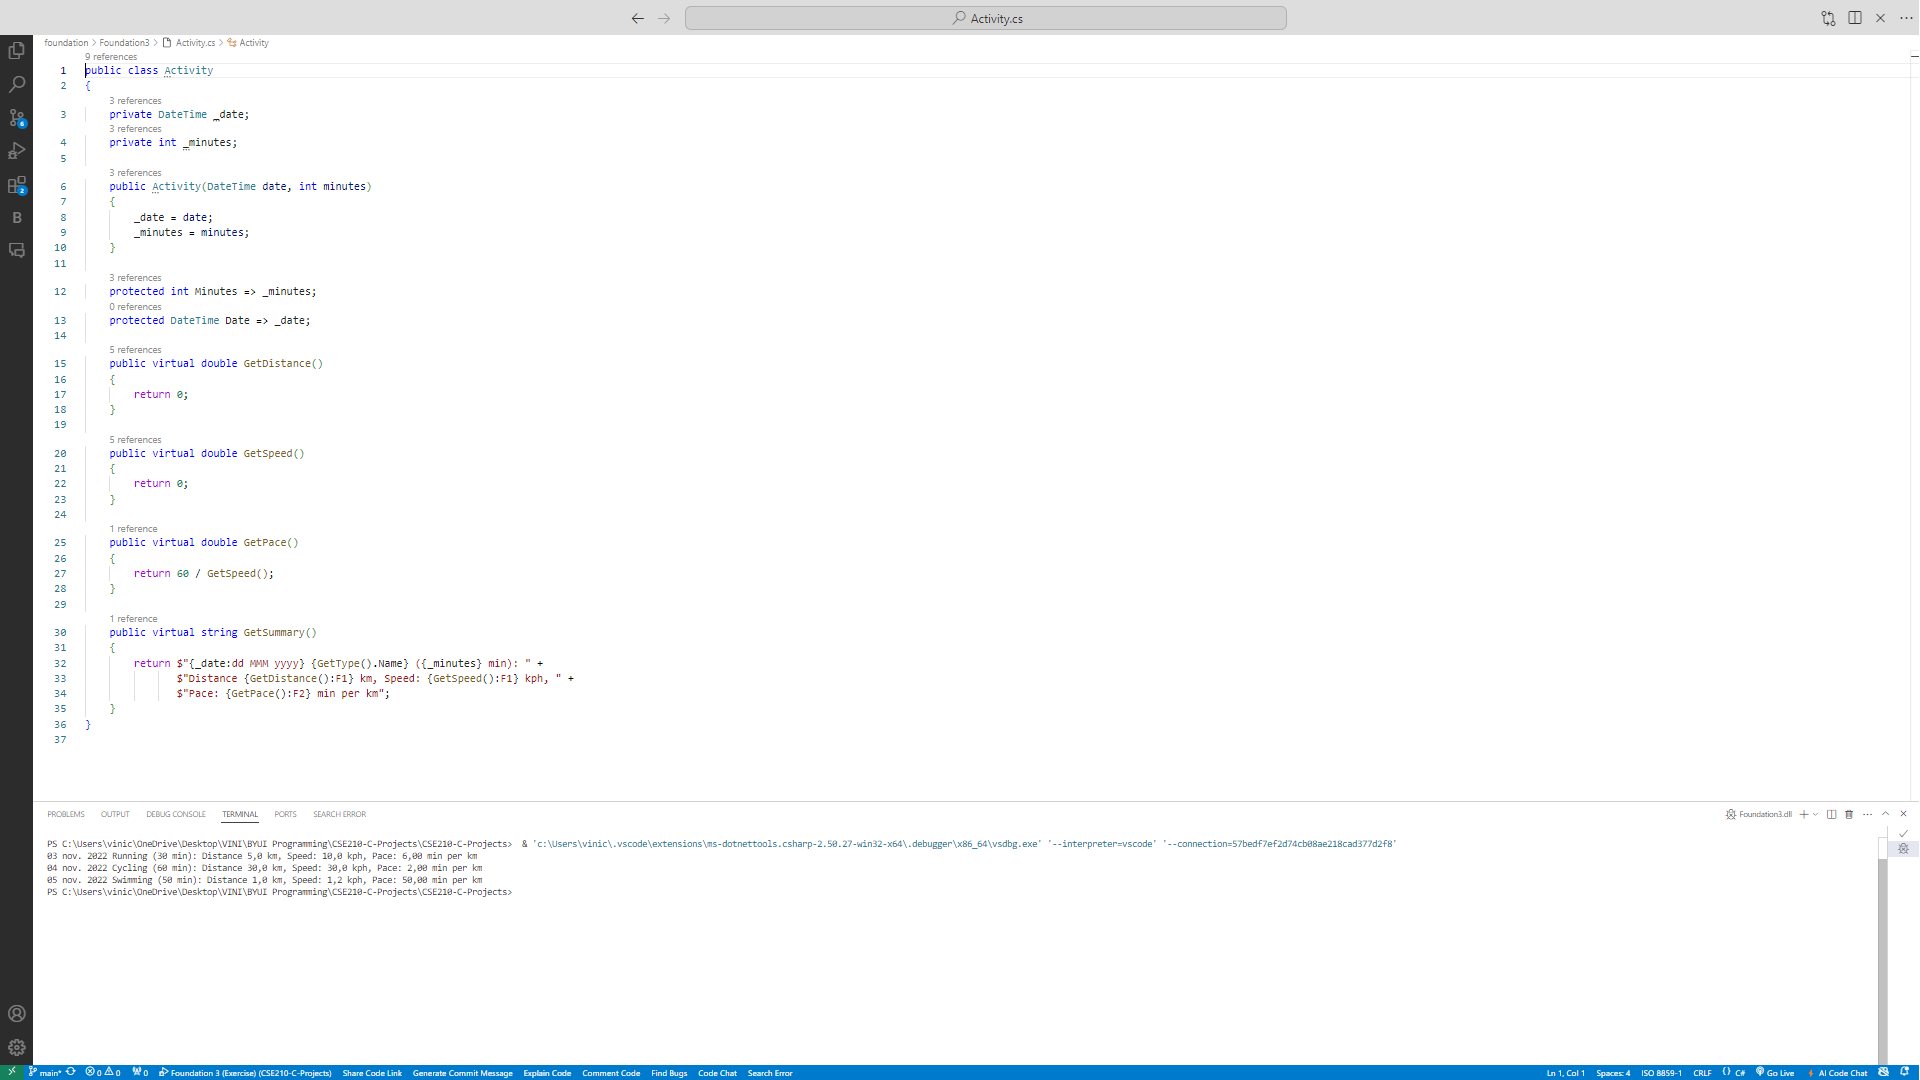 Activity.cs
foundation > Foundation3 > Activity.cs > Activity
9 references
1 public class Activity
2 {
3 references
3 private DateTime _date;
3 references
4 private int _minutes;
5
3 references
6 public Activity(DateTime date, int minutes)
7 {
8 _date = date;
9 _minutes = minutes;
10 }
11
3 references
12 protected int Minutes => _minutes;
0 references
13 protected DateTime Date => _date;
14
5 references
15 public virtual double GetDistance()
16 {
17 return 0;
18 }
19
5 references
20 public virtual double GetSpeed()
21 {
22 return 0;
23 }
24
1 reference
25 public virtual double GetPace()
26 {
27 return 60 / GetSpeed();
28 }
29
1 reference
30 public virtual string GetSummary()
31 {
32 return $"{_date:dd MMM yyyy} {GetType().Name} ({_minutes} min): " +
33 $"Distance {GetDistance():F1} km, Speed: {GetSpeed():F1} kph, " +
34 $"Pace: {GetPace():F2} min per km";
35 }
36 }
37
6
2
B
PROBLEMS OUTPUT DEBUG CONSOLE TERMINAL PORTS SEARCH ERROR Foundation3.dll
PS C:\Users\vinic\OneDrive\Desktop\VINI\BYUI Programming\CSE210-C-Projects\CSE210-C-Projects> & 'c:\Users\vinic\.vscode\extensions\ms-dotnettools.csharp-2.50.27-win32-x64\.debugger\x86_64\vsdbg.exe' '--interpreter=vscode' '--connection=57bedf7ef2d74cb08ae218cad377d2f8'
03 nov. 2022 Running (30 min): Distance 5,0 km, Speed: 10,0 kph, Pace: 6,00 min per km
04 nov. 2022 Cycling (60 min): Distance 30,0 km, Speed: 30,0 kph, Pace: 2,00 min per km
05 nov. 2022 Swimming (50 min): Distance 1,0 km, Speed: 1,2 kph, Pace: 50,00 min per km
PS C:\Users\vinic\OneDrive\Desktop\VINI\BYUI Programming\CSE210-C-Projects\CSE210-C-Projects>
main* 0 0 0 Foundation 3 (Exercise) (CSE210-C-Projects) Share Code Link Generate Commit Message Explain Code Comment Code Find Bugs Code Chat Search Error Ln 1, Col 1 Spaces: 4 ISO 8859-1 CRLF {} C# Go Live AI Code Chat